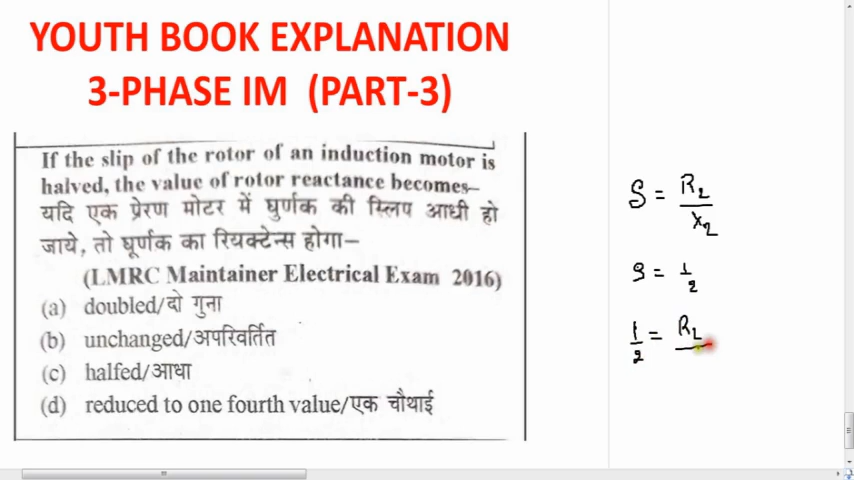 YOUTH BOOK EXPLANATION
3-PHASE IM (PART-3)
If the slip of the rotor of an induction motor is
halved, the value of rotor reactance becomes–
यदि एक प्रेरण मोटर में घुर्णक की स्लिप आधी हो
जाये, तो घूर्णक का रियक्टेन्स होगा–
(LMRC Maintainer Electrical Exam 2016)
(a) doubled/दो गुना
(b) unchanged/अपरिवर्तित
(c) halfed/आधा
(d) reduced to one fourth value/एक चौथाई
S = R2/X2
S = 1/2
1/2 = R2